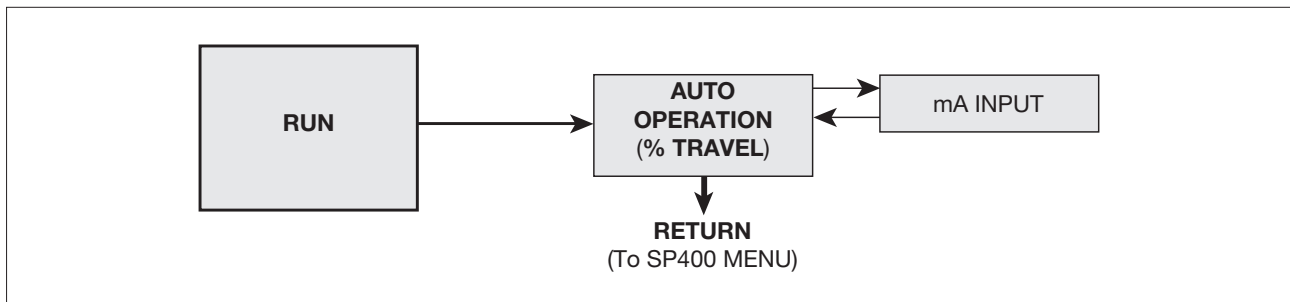 RUN
AUTO
OPERATION
(% TRAVEL)
mA INPUT
RETURN
(To SP400 MENU)